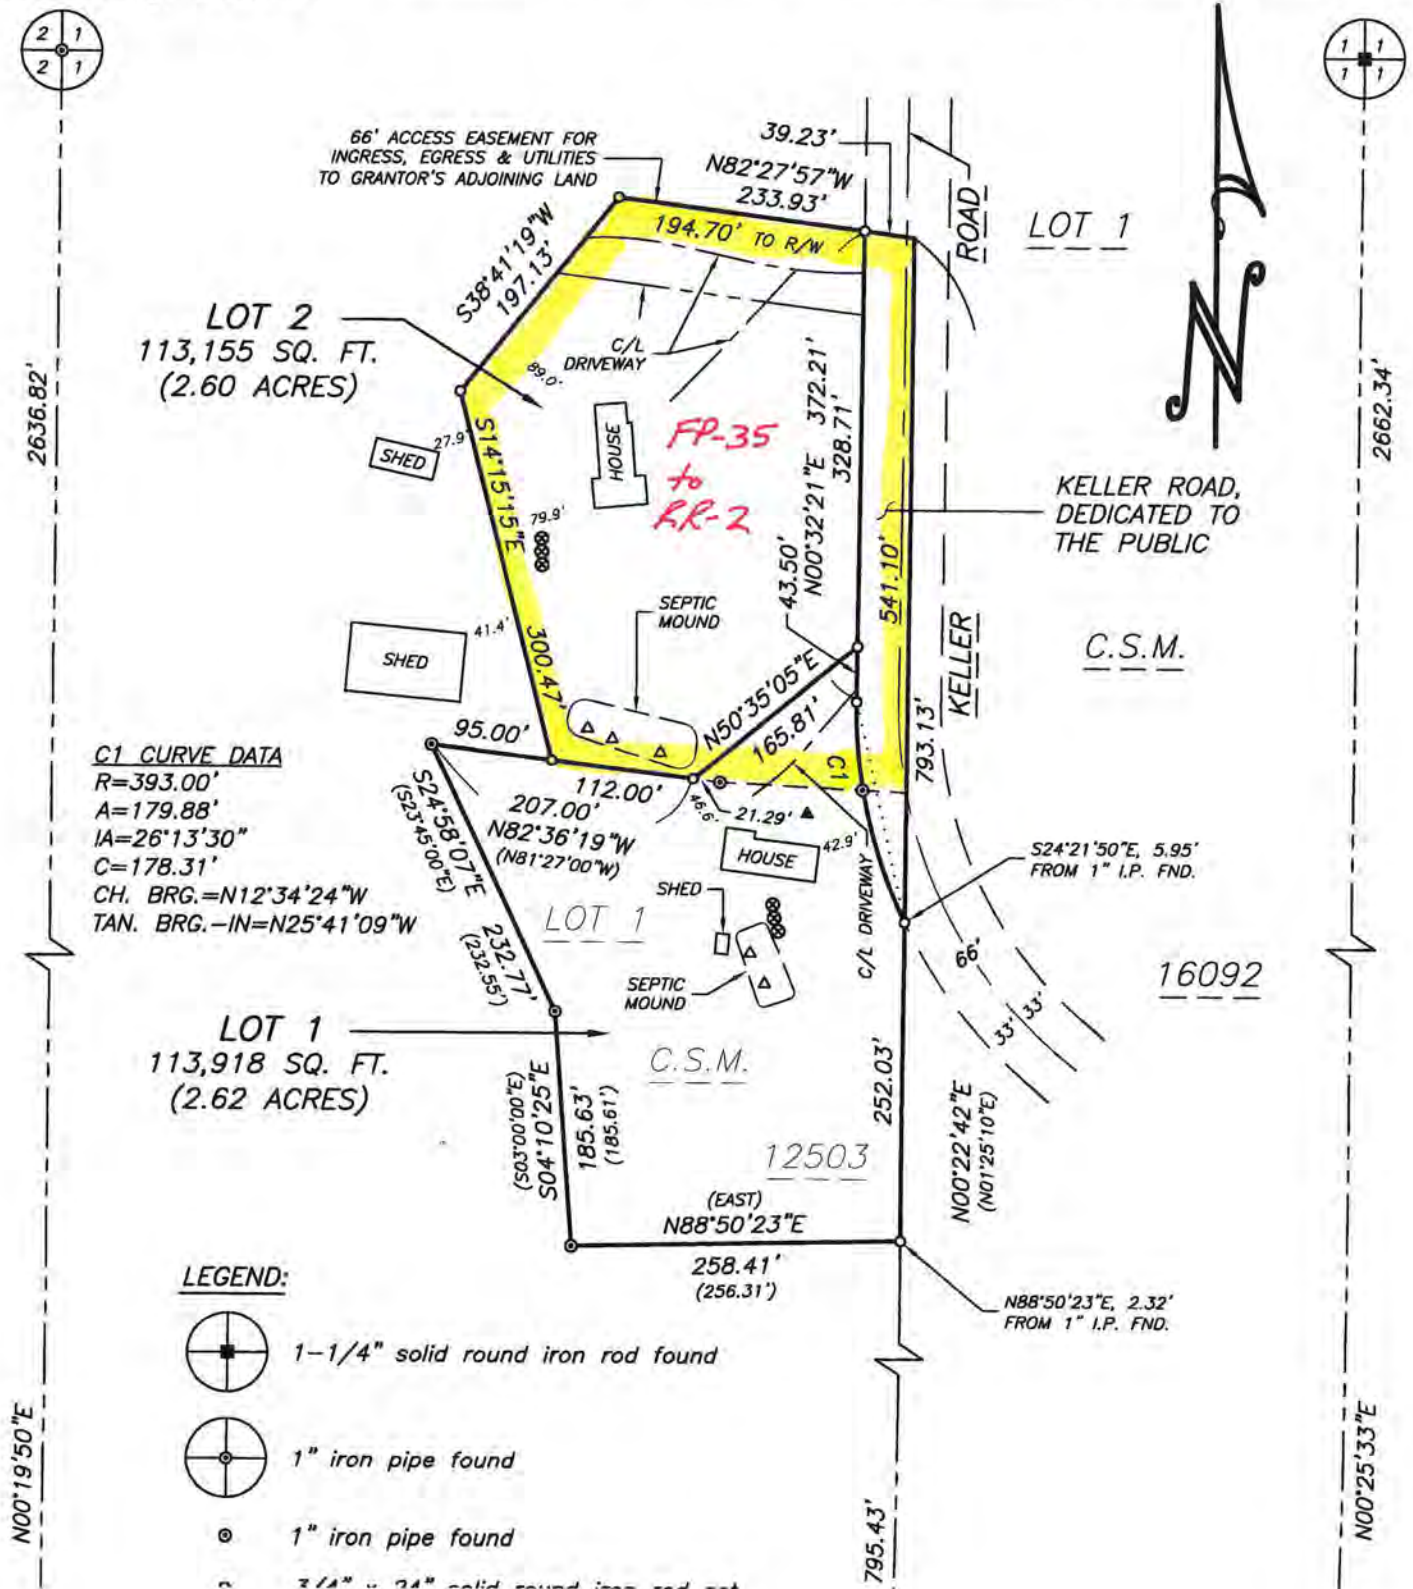 2 1
2 1
1 1
1 1
66' ACCESS EASEMENT FOR
INGRESS, EGRESS & UTILITIES
TO GRANTOR'S ADJOINING LAND
39.23'
N82°27'57"W
233.93'
194.70' TO R/W
ROAD
LOT 1
S38°41'19"W
197.13'
LOT 2
113,155 SQ. FT.
(2.60 ACRES)
C/L
DRIVEWAY
89.0'
2636.82'
2662.34'
N00°32'21"E 372.21'
328.71'
SHED
27.9'
S14°15'15"E
HOUSE
FP-35
to
RR-2
79.9'
KELLER ROAD,
DEDICATED TO
THE PUBLIC
541.10'
43.50'
SEPTIC
MOUND
41.4'
SHED
300.47'
KELLER
C.S.M.
N50°35'05"E
165.81'
95.00'
793.13'
C1
C1 CURVE DATA
R=393.00'
A=179.88'
IA=26°13'30"
C=178.31'
CH. BRG.=N12°34'24"W
TAN. BRG.-IN=N25°41'09"W
112.00'
207.00'
N82°36'19"W
(N81°27'00"W)
46.6'
21.29'
S24°58'07"E
(S23°45'00"E)
232.77'
(232.55')
HOUSE
42.9'
S24°21'50"E, 5.95'
FROM 1" I.P. FND.
SHED
LOT 1
C/L DRIVEWAY
66'
33'
33'
16092
SEPTIC
MOUND
LOT 1
113,918 SQ. FT.
(2.62 ACRES)
C.S.M.
252.03'
(S03°00'00"E)
S04°10'25"E
185.63'
(185.61')
N00°22'42"E
(N01°25'10"E)
12503
(EAST)
N88°50'23"E
258.41'
(256.31')
N88°50'23"E, 2.32'
FROM 1" I.P. FND.
LEGEND:
1-1/4" solid round iron rod found
1" iron pipe found
1" iron pipe found
3/4" x 24" solid round iron rod set
N00°19'50"E
795.43'
N00°25'33"E